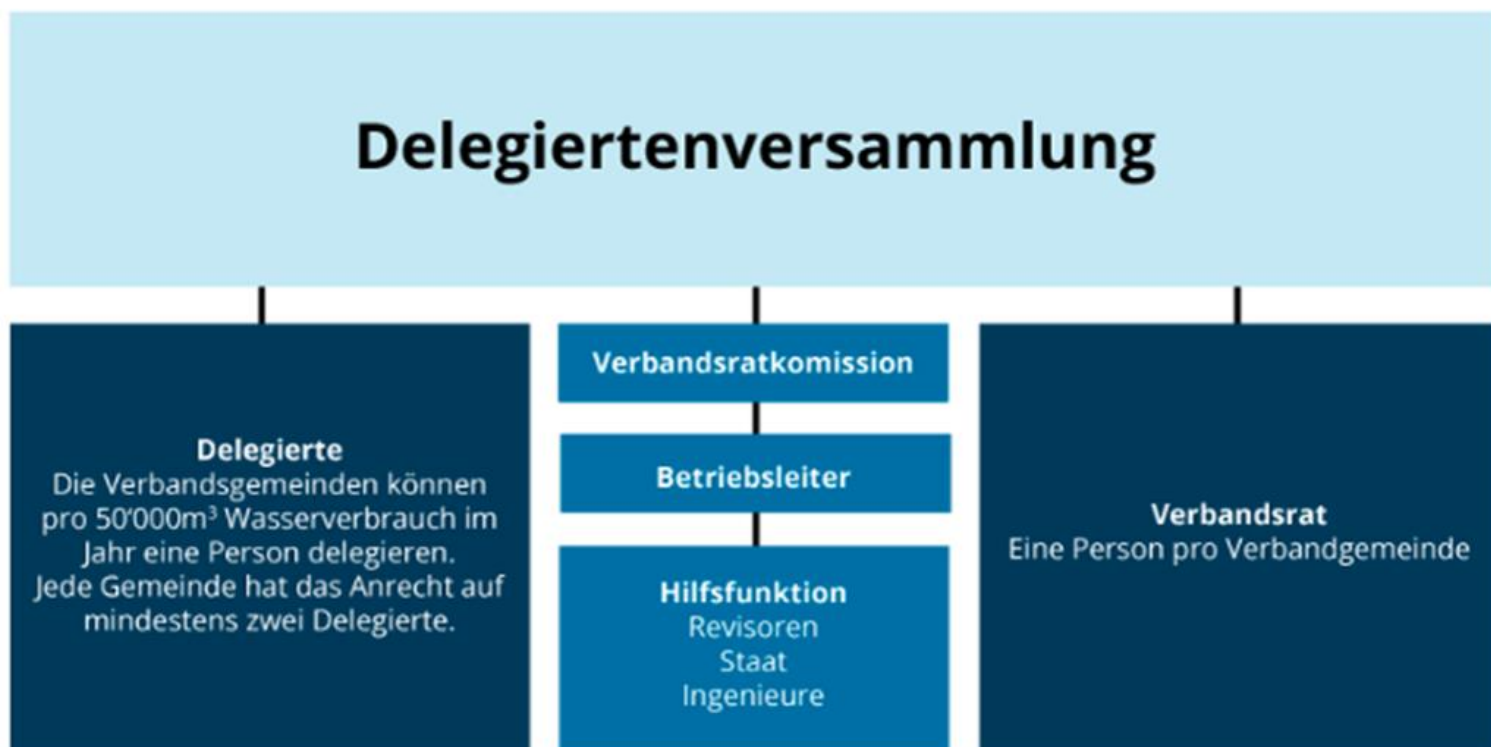 Delegiertenversammlung
Delegierte
Die Verbandsgemeinden können
pro 50'000m³ Wasserverbrauch im
Jahr eine Person delegieren.
Jede Gemeinde hat das Anrecht auf
mindestens zwei Delegierte.
Verbandsratkomission
Betriebsleiter
Hilfsfunktion
Revisoren
Staat
Ingenieure
Verbandsrat
Eine Person pro Verbandgemeinde